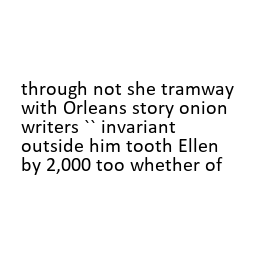 through not she tramway
with Orleans story onion
writers `` invariant
outside him tooth Ellen
by 2,000 too whether of